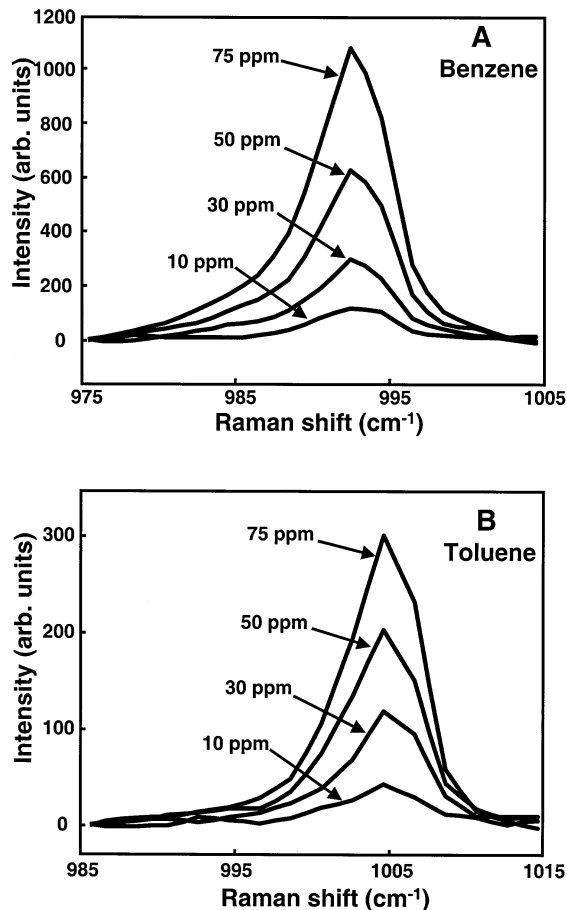 1200
A
Benzene
75 ppm
1000
800
50 ppm
600
30 ppm
400
10 ppm
200
0
Intensity (arb. units)
975
985
995
1005
Raman shift (cm-1)
B
Toluene
75 ppm
300
50 ppm
200
30 ppm
100
10 ppm
0
Intensity (arb. units)
985
995
1005
1015
Raman shift (cm-1)